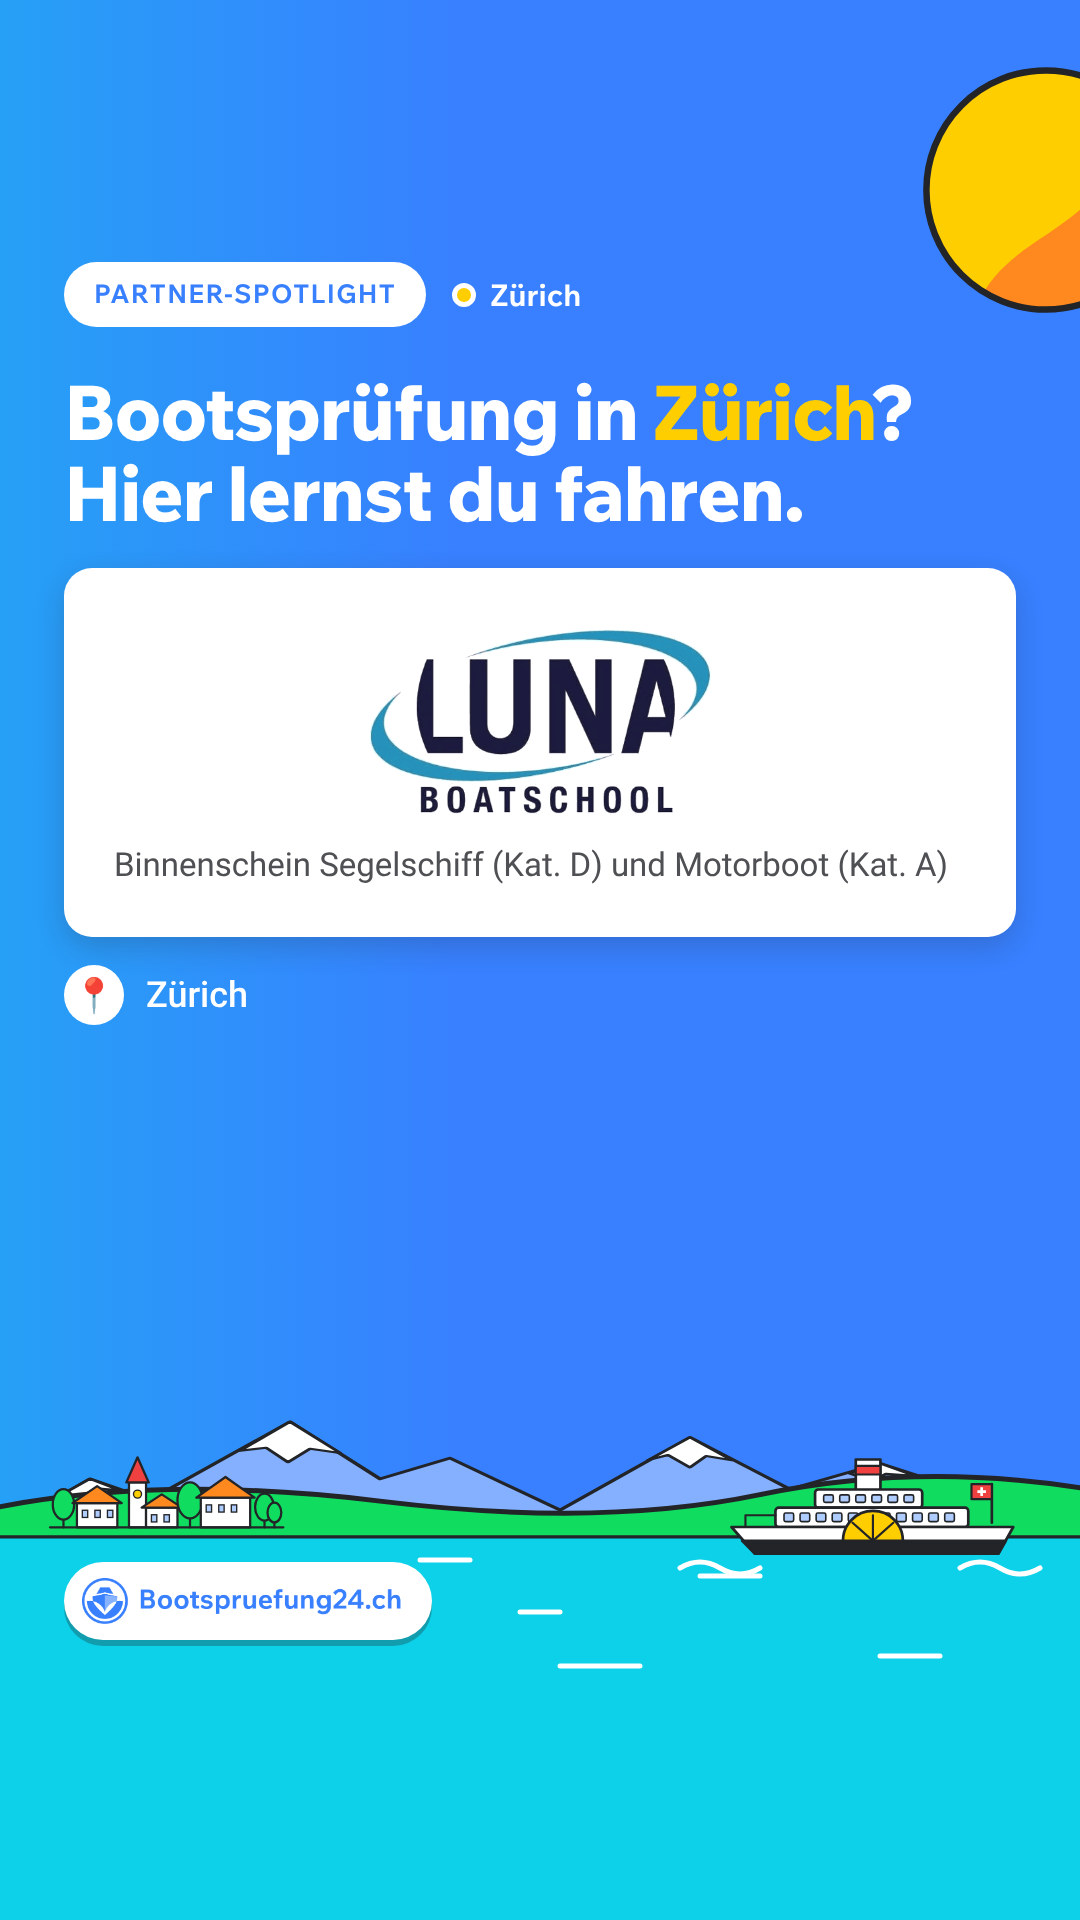 PARTNER-SPOTLIGHT
Zürich
Bootsprüfung in Zürich?
Hier lernst du fahren.
LUNA
BOATSCHOOL
Binnenschein Segelschiff (Kat. D) und Motorboot (Kat. A)
Zürich
Bootspruefung24.ch